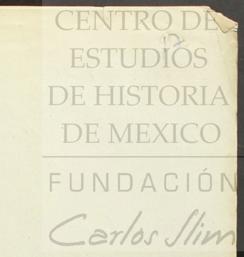 CENTRO DE
ESTUDIOS
DE HISTORIA
DE MEXICO
FUNDACIÓN
Carlos Slim